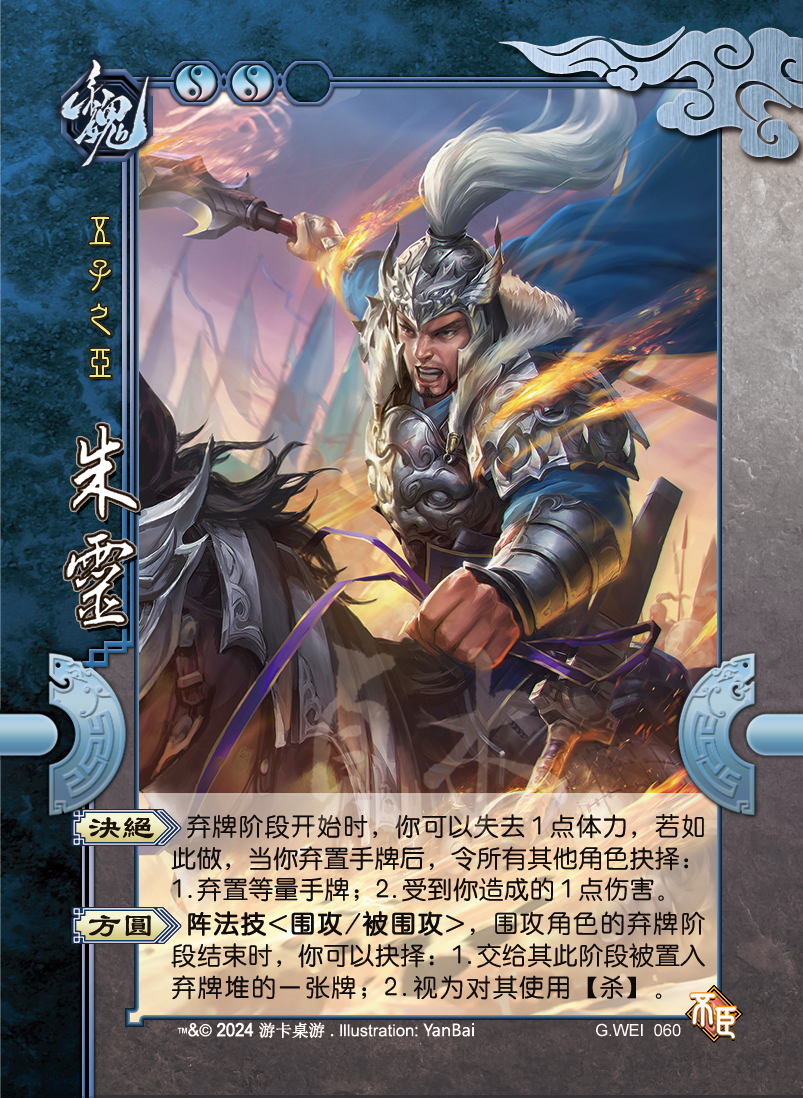 魏
五子之亞
朱靈
決絕
弃牌阶段开始时，你可以失去1点体力，若如
此做，当你弃置手牌后，令所有其他角色抉择：
1.弃置等量手牌；2.受到你造成的1点伤害。
方圓
阵法技<围攻/被围攻>，围攻角色的弃牌阶
段结束时，你可以抉择：1.交给其此阶段被置入
弃牌堆的一张牌；2.视为对其使用【杀】。
不臣
™&© 2024 游卡桌游 . Illustration: YanBai
G.WEI 060